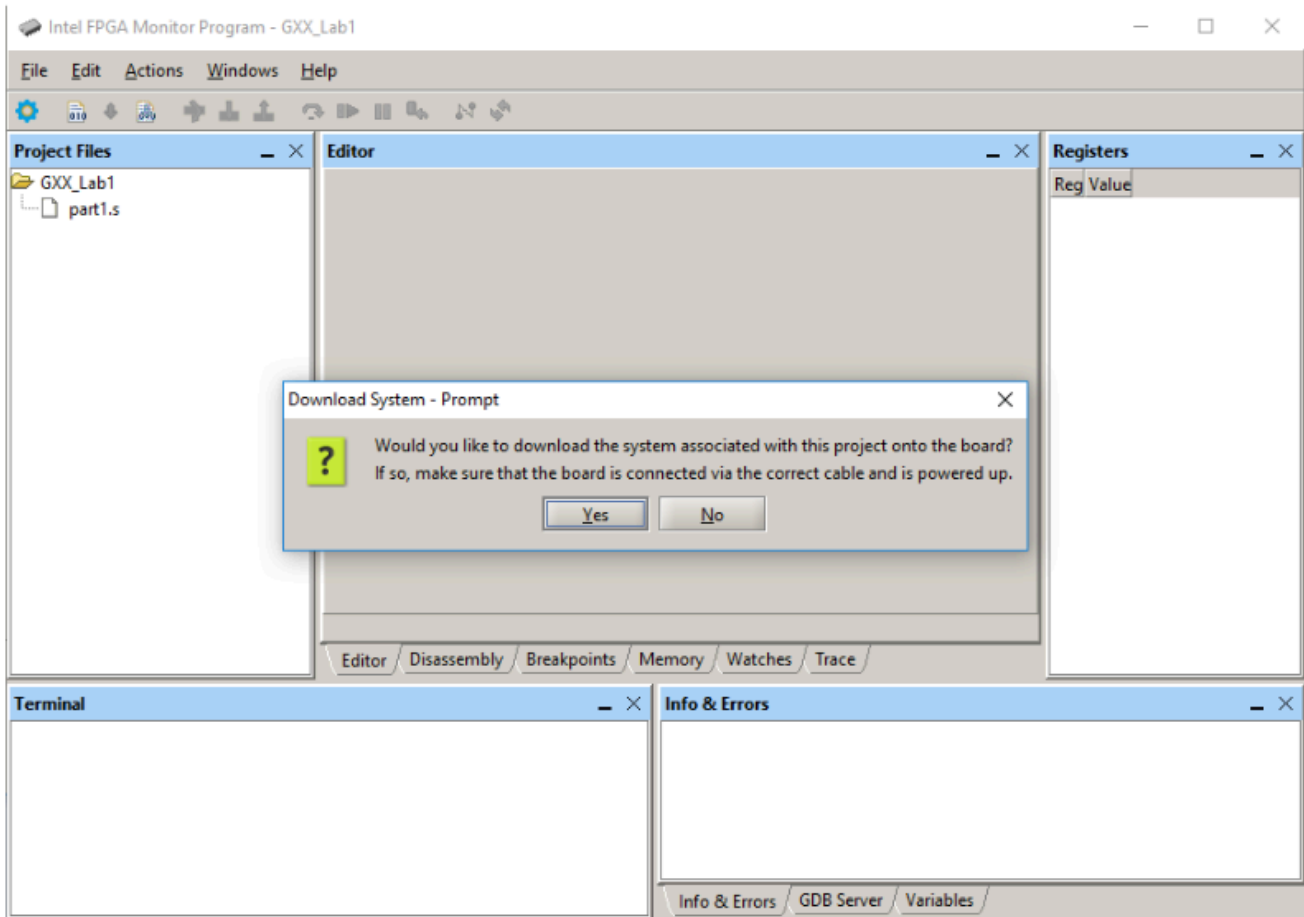 Intel FPGA Monitor Program - GXX_Lab1
File Edit Actions Windows Help
Project Files
Editor
Registers
GXX_Lab1
part1.s
Reg Value
Download System - Prompt
? Would you like to download the system associated with this project onto the board?
If so, make sure that the board is connected via the correct cable and is powered up.
Yes No
Editor Disassembly Breakpoints Memory Watches Trace
Terminal
Info & Errors
Info & Errors GDB Server Variables